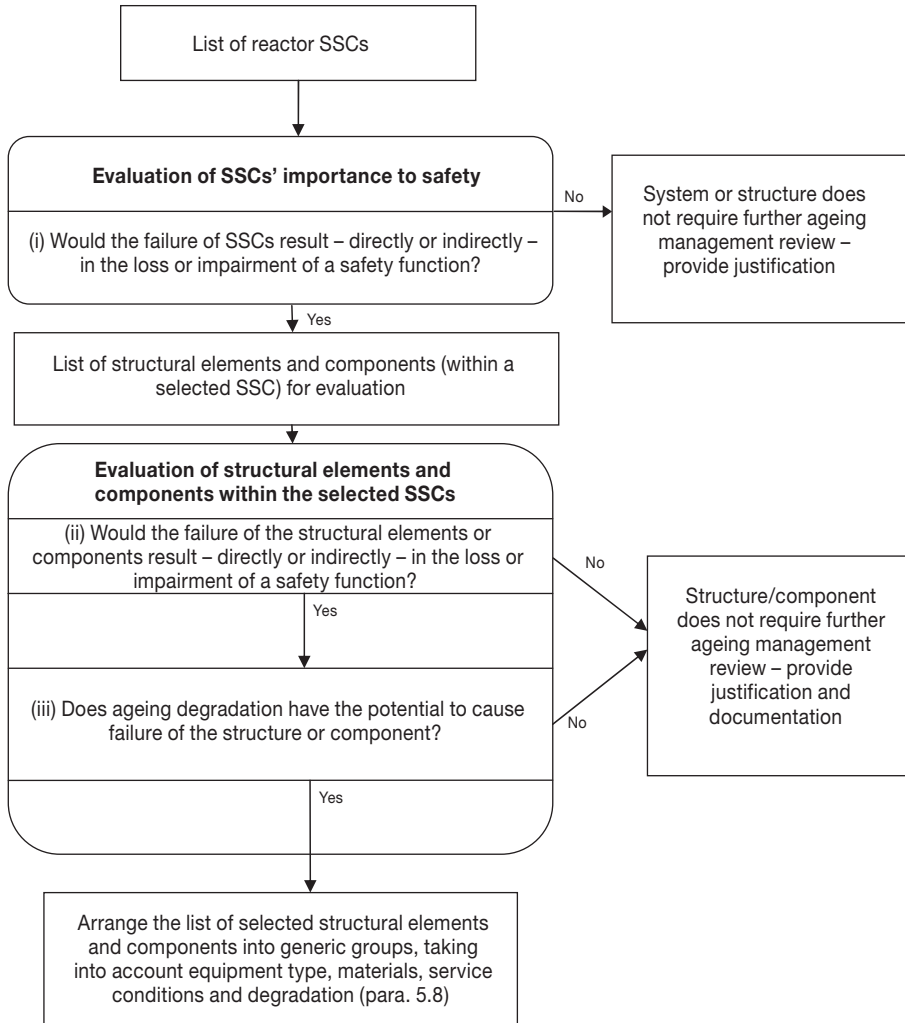 List of reactor SSCs
Evaluation of SSCs’ importance to safety
No
(i) Would the failure of SSCs result – directly or indirectly –
in the loss or impairment of a safety function?
System or structure does
not require further ageing
management review –
provide justification
Yes
List of structural elements and components (within a
selected SSC) for evaluation
Evaluation of structural elements and
components within the selected SSCs
(ii) Would the failure of the structural elements or
components result – directly or indirectly – in the loss or
impairment of a safety function?
No
Yes
Structure/component
does not require further
ageing management
review – provide
justification and
documentation
(iii) Does ageing degradation have the potential to cause
failure of the structure or component?
No
Yes
Arrange the list of selected structural elements
and components into generic groups, taking
into account equipment type, materials, service
conditions and degradation (para. 5.8)